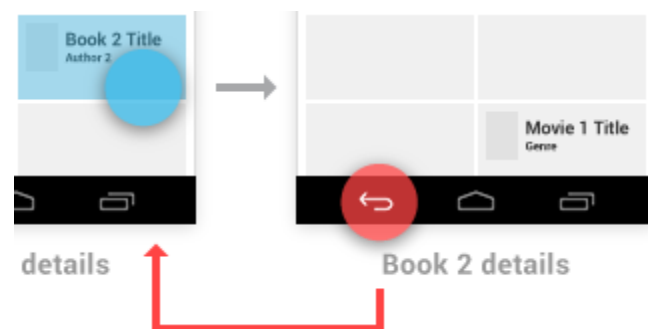 Book 2 Title
Author 2
Movie 1 Title
Genre
details
Book 2 details